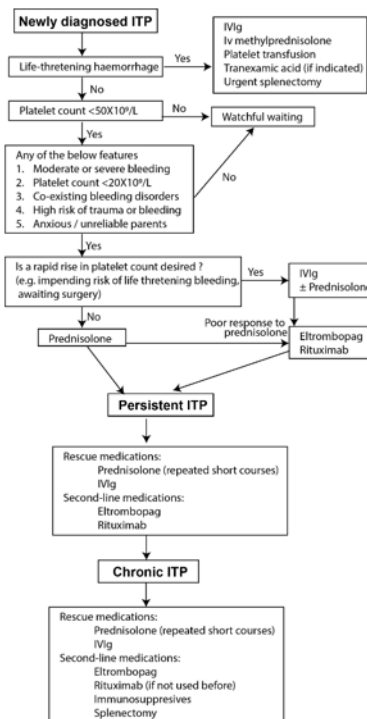 Newly diagnosed ITP
Life-thretening haemorrhage
Yes
IVIg
Iv methylprednisolone
Platelet transfusion
Tranexamic acid (if indicated)
Urgent splenectomy
No
Platelet count <50X10⁹/L
No
Watchful waiting
Yes
Any of the below features
1. Moderate or severe bleeding
2. Platelet count <20X10⁹/L
3. Co-existing bleeding disorders
4. High risk of trauma or bleeding
5. Anxious / unreliable parents
No
Yes
Is a rapid rise in platelet count desired ?
(e.g. impending risk of life thretening bleeding,
awaiting surgery)
Yes
IVIg
± Prednisolone
No
Prednisolone
Poor response to
prednisolone
Eltrombopag
Rituximab
Persistent ITP
Rescue medications:
Prednisolone (repeated short courses)
IVIg
Second-line medications:
Eltrombopag
Rituximab
Chronic ITP
Rescue medications:
Prednisolone (repeated short courses)
IVIg
Second-line medications:
Eltrombopag
Rituximab (if not used before)
Immunosuppresives
Splenectomy